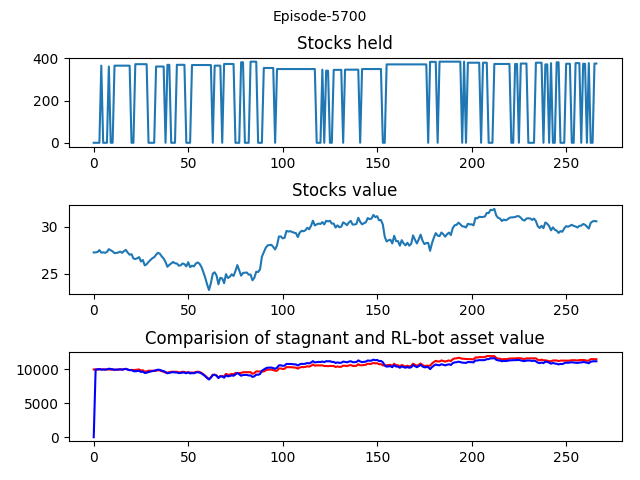 Episode-5700
Stocks held
400
200
0
0 50 100 150 200 250
Stocks value
30
25
0 50 100 150 200 250
Comparision of stagnant and RL-bot asset value
10000
5000
0
0 50 100 150 200 250